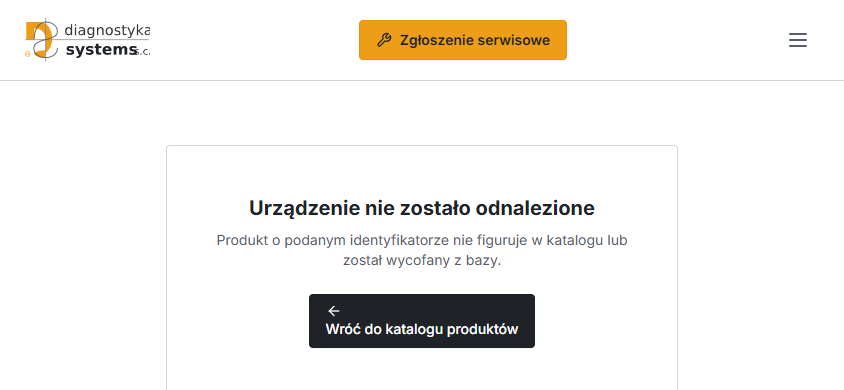 diagnostyka
systems s.c.
Zgłoszenie serwisowe
Urządzenie nie zostało odnalezione
Produkt o podanym identyfikatorze nie figuruje w katalogu lub
został wycofany z bazy.
Wróć do katalogu produktów